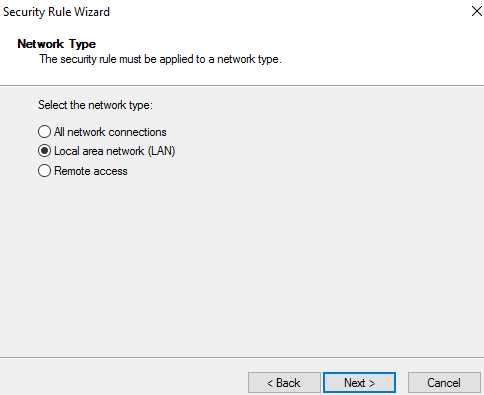 Security Rule Wizard
Network Type
The security rule must be applied to a network type.
Select the network type:
All network connections
Local area network (LAN)
Remote access
< Back Next > Cancel